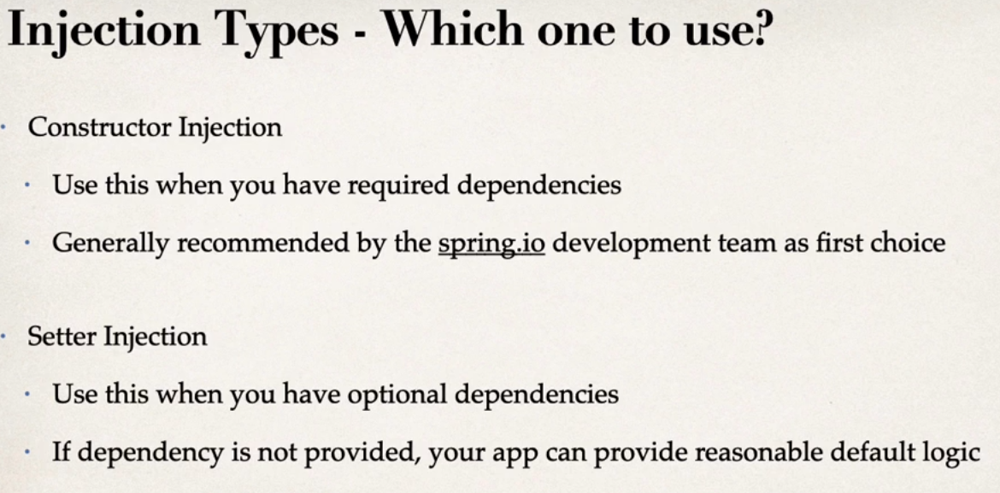 Injection Types - Which one to use?
· Constructor Injection
· Use this when you have required dependencies
· Generally recommended by the spring.io development team as first choice
· Setter Injection
· Use this when you have optional dependencies
· If dependency is not provided, your app can provide reasonable default logic